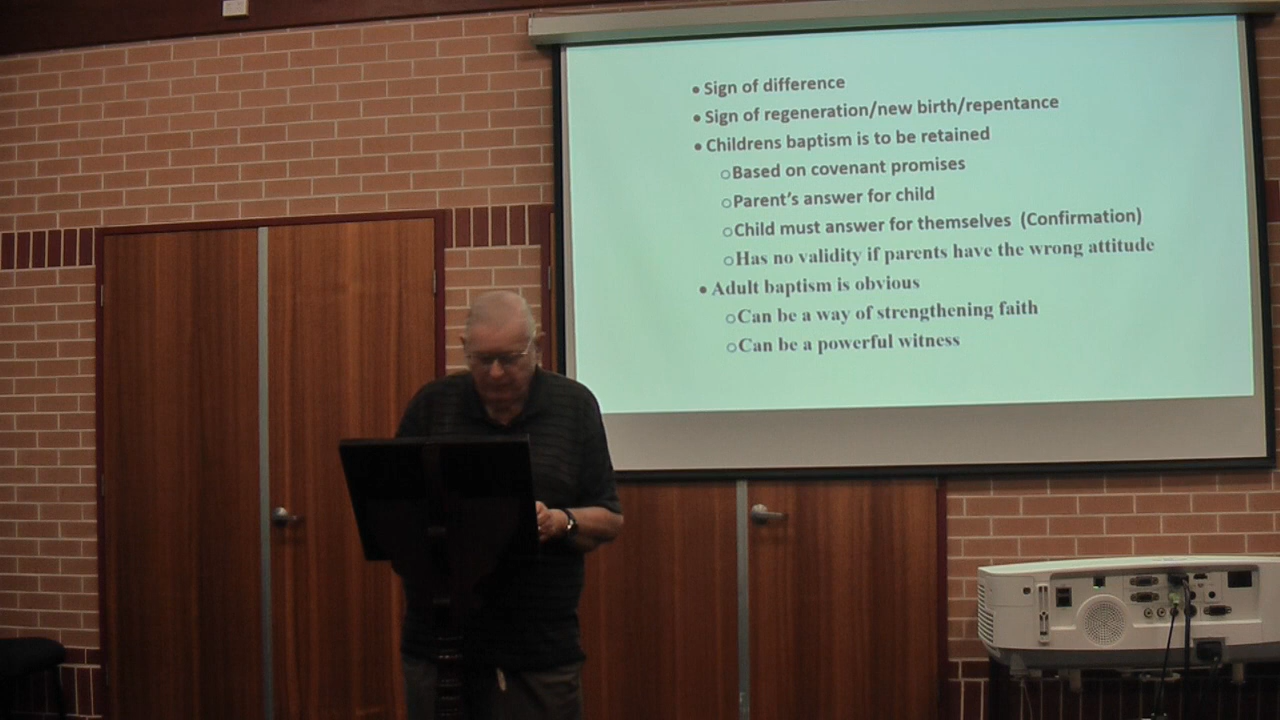 • Sign of difference
• Sign of regeneration/new birth/repentance
• Childrens baptism is to be retained
○Based on covenant promises
○Parent’s answer for child
○Child must answer for themselves (Confirmation)
○Has no validity if parents have the wrong attitude
• Adult baptism is obvious
○Can be a way of strengthening faith
○Can be a powerful witness